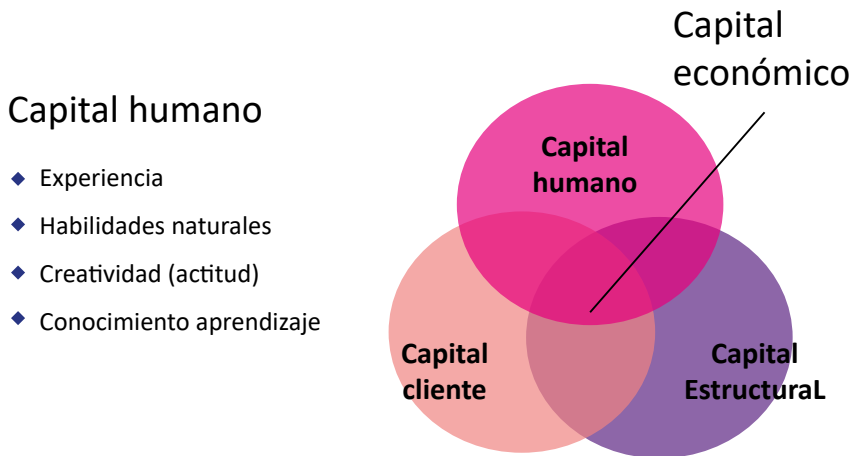 Capital humano
Experiencia
Habilidades naturales
Creatividad (actitud)
Conocimiento aprendizaje
Capital
económico
Capital
humano
Capital
cliente
Capital
EstructuraL